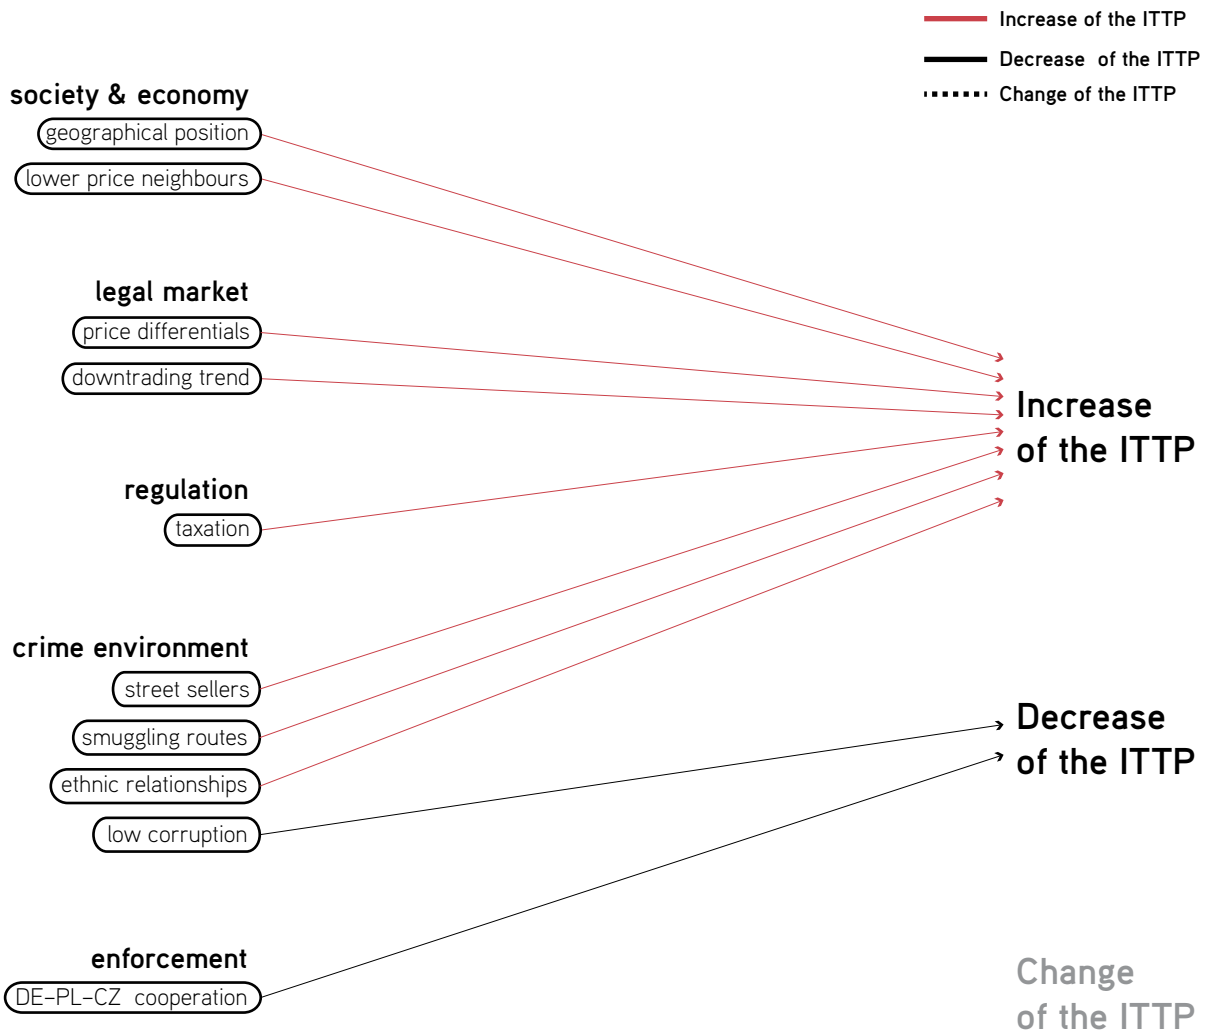 Increase of the ITTP
Decrease of the ITTP
Change of the ITTP
society & economy
geographical position
lower price neighbours
legal market
price differentials
downtrading trend
regulation
taxation
crime environment
street sellers
smuggling routes
ethnic relationships
low corruption
enforcement
DE–PL–CZ cooperation
Increase
of the ITTP
Decrease
of the ITTP
Change
of the ITTP